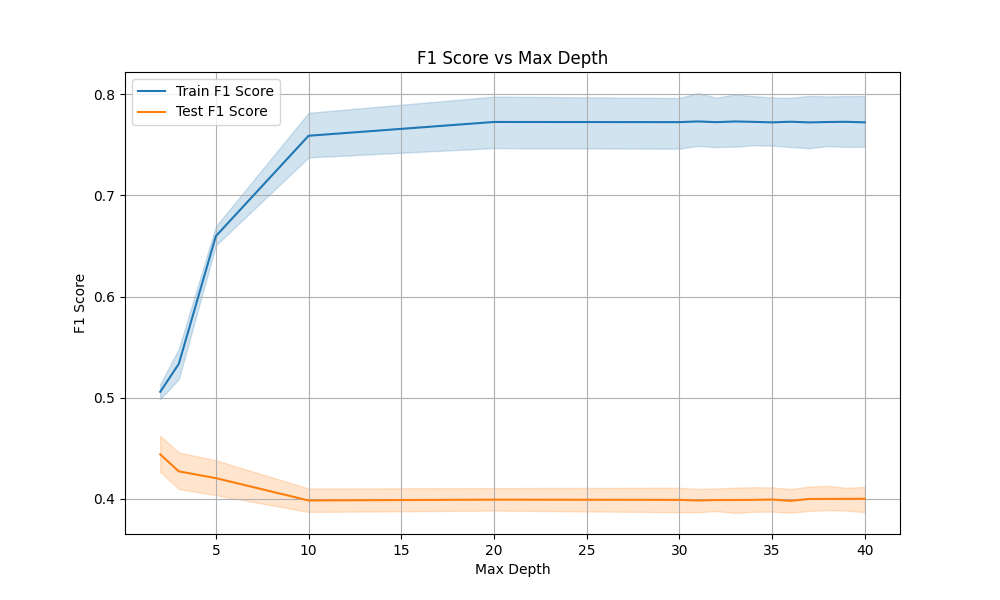 F1 Score vs Max Depth
Train F1 Score
Test F1 Score
0.8
0.7
0.6
0.5
0.4
F1 Score
5 10 15 20 25 30 35 40
Max Depth